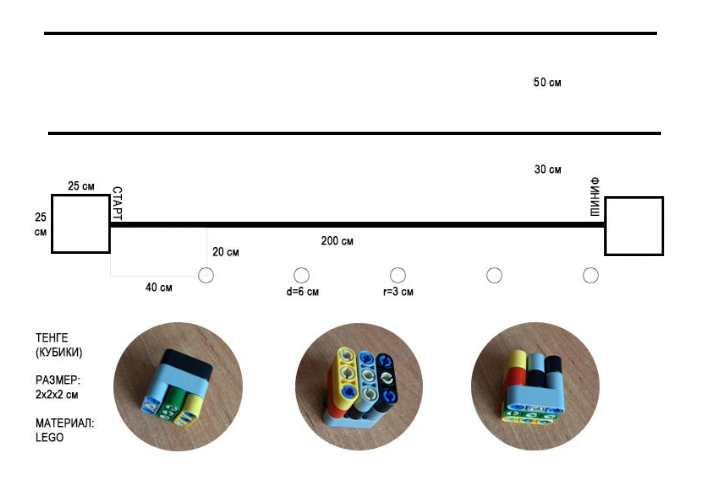 50 см
30 см
25 см
СТАРТ
ФИНИШ
25
см
200 см
20 см
40 см
d=6 см
r=3 см
ТЕНГЕ
(КУБИКИ)
РАЗМЕР:
2x2x2 см
МАТЕРИАЛ:
LEGO